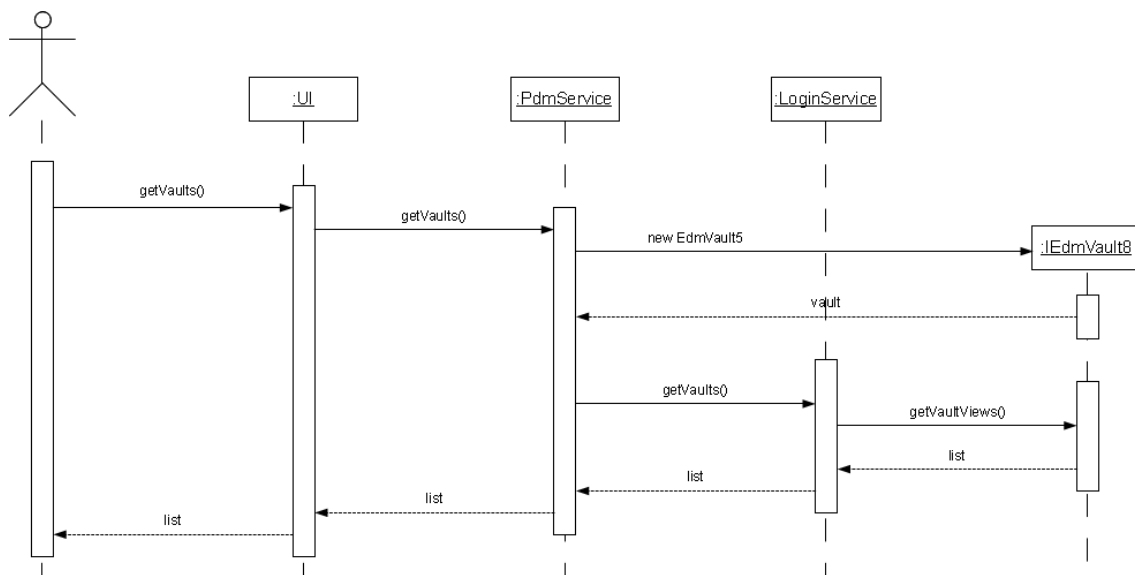 :UI
:PdmService
:LoginService
getVaults()
getVaults()
new EdmVault5
:IEdmVault8
vault
getVaults()
getVaultViews()
list
list
list
list